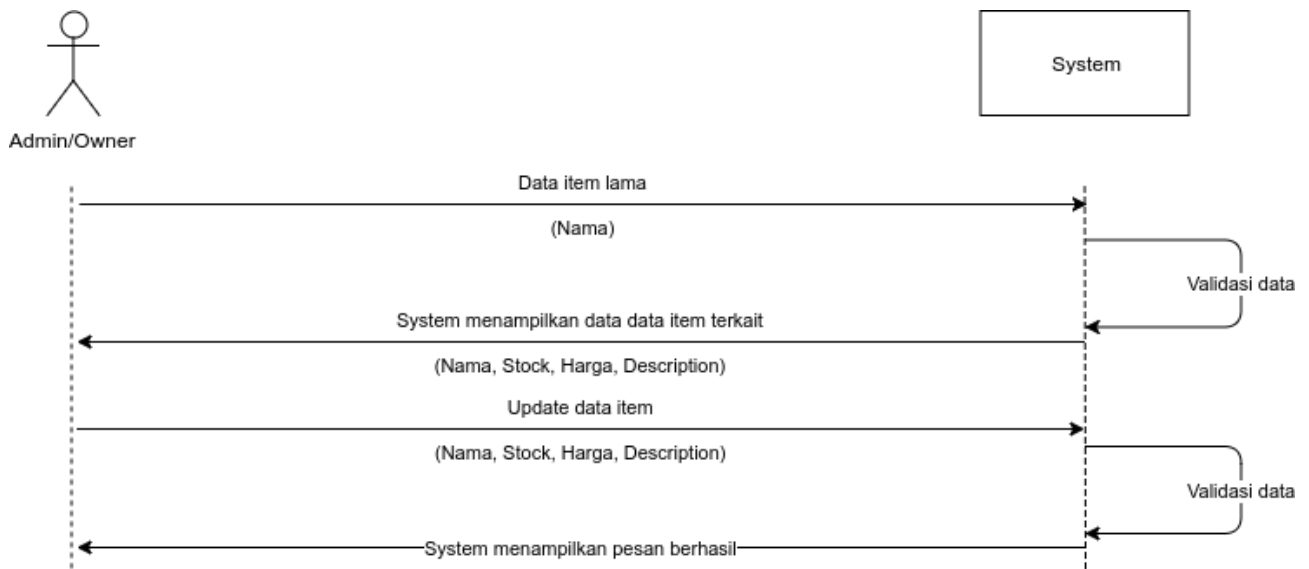 System
Admin/Owner
Data item lama
(Nama)
Validasi data
System menampilkan data data item terkait
(Nama, Stock, Harga, Description)
Update data item
(Nama, Stock, Harga, Description)
Validasi data
System menampilkan pesan berhasil